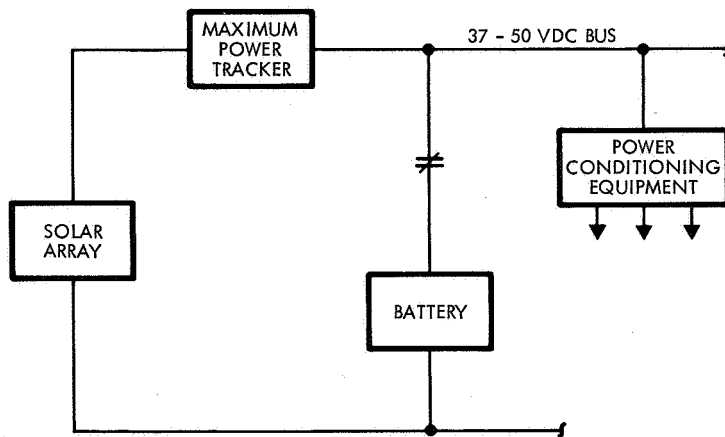 MAXIMUM
POWER
TRACKER
37 - 50 VDC BUS
POWER
CONDITIONING
EQUIPMENT
SOLAR
ARRAY
BATTERY